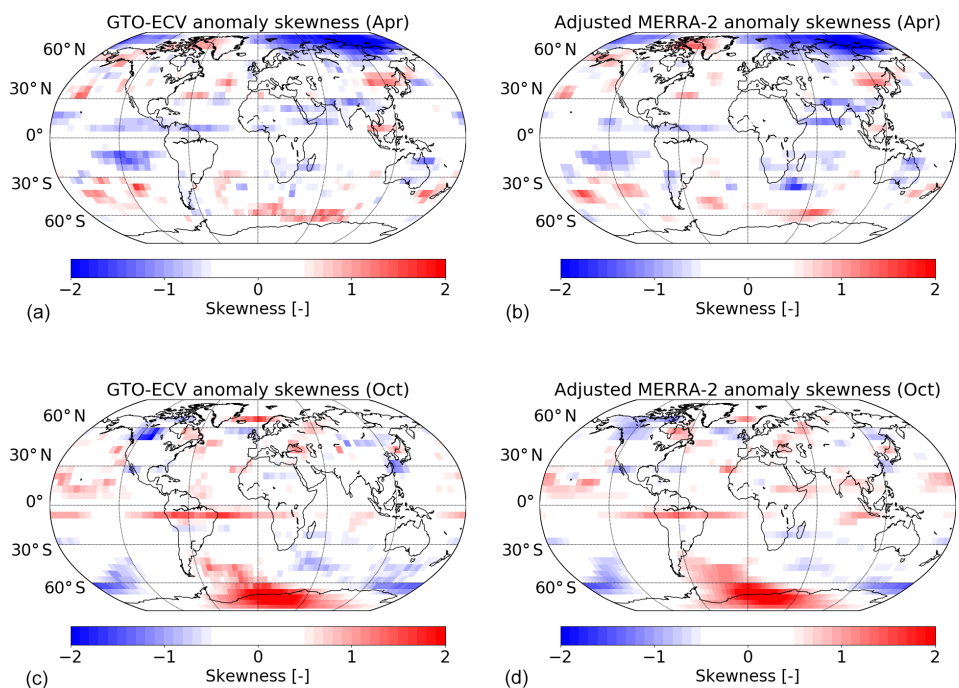 GTO-ECV anomaly skewness (Apr)
60° N
30° N
0°
30° S
60° S
−2 −1 0 1 2
Skewness [-]
(a)
Adjusted MERRA-2 anomaly skewness (Apr)
60° N
30° N
0°
30° S
60° S
−2 −1 0 1 2
Skewness [-]
(b)
GTO-ECV anomaly skewness (Oct)
60° N
30° N
0°
30° S
60° S
−2 −1 0 1 2
Skewness [-]
(c)
Adjusted MERRA-2 anomaly skewness (Oct)
60° N
30° N
0°
30° S
60° S
−2 −1 0 1 2
Skewness [-]
(d)